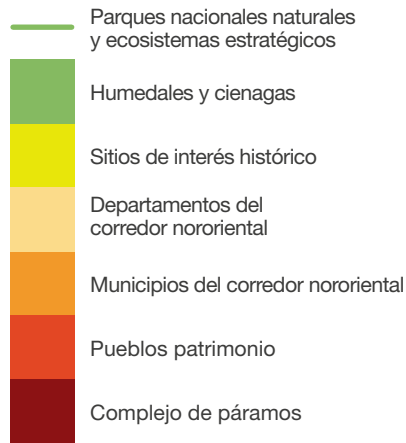 Parques nacionales naturales
y ecosistemas estratégicos
Humedales y cienagas
Sitios de interés histórico
Departamentos del
corredor nororiental
Municipios del corredor nororiental
Pueblos patrimonio
Complejo de páramos